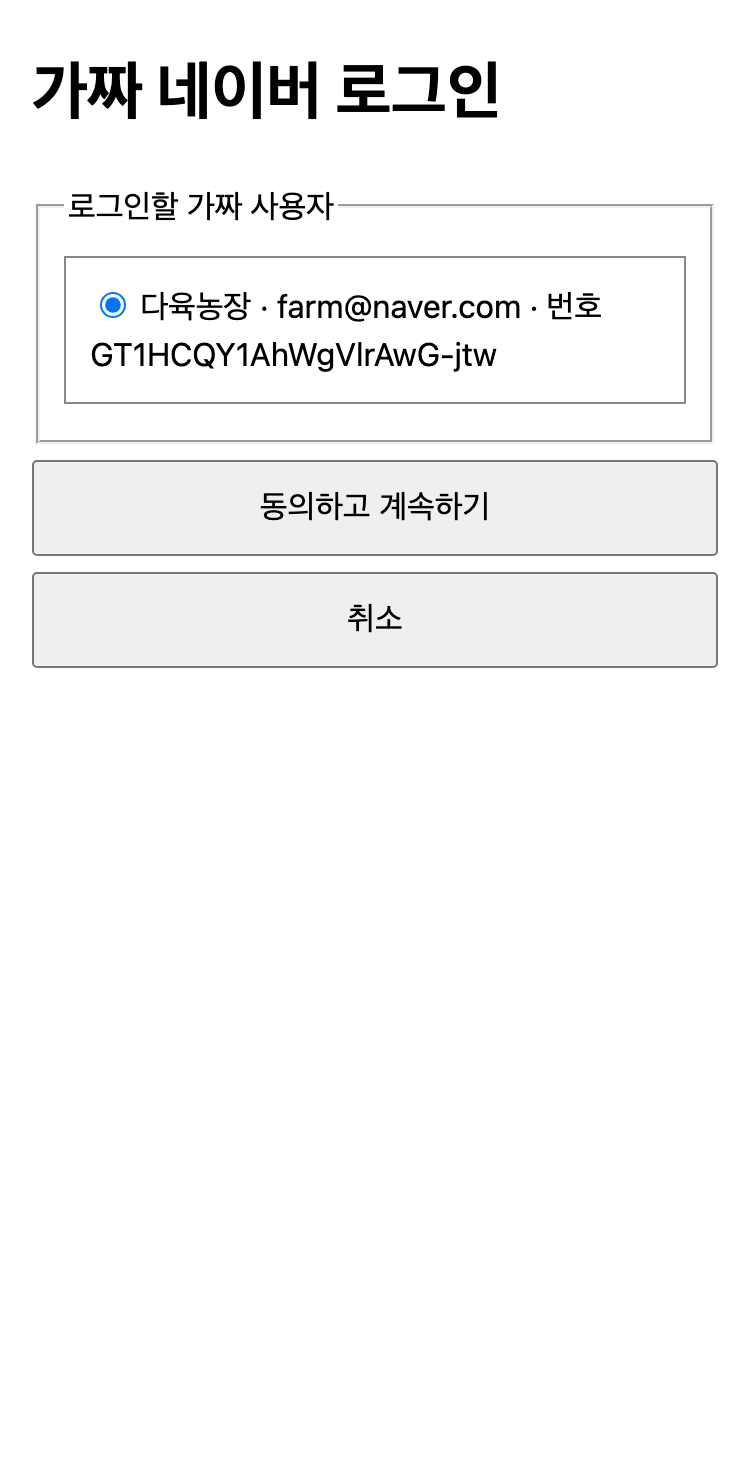 가짜 네이버 로그인
로그인할 가짜 사용자
다육농장 · farm@naver.com · 번호
GT1HCQY1AhWgVlrAwG-jtw
동의하고 계속하기
취소